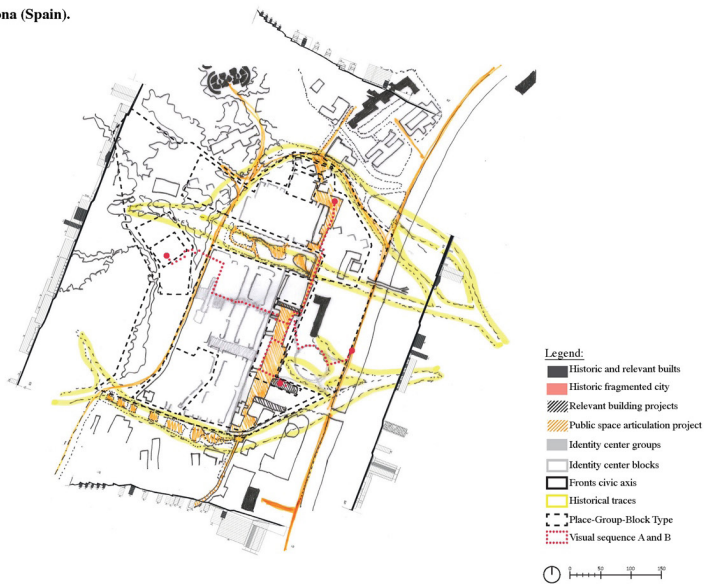 ona (Spain).
Legend:
Historic and relevant builts
Historic fragmented city
Relevant building projects
Public space articulation project
Identity center groups
Identity center blocks
Fronts civic axis
Historical traces
Place-Group-Block Type
Visual sequence A and B
0 50 100 150